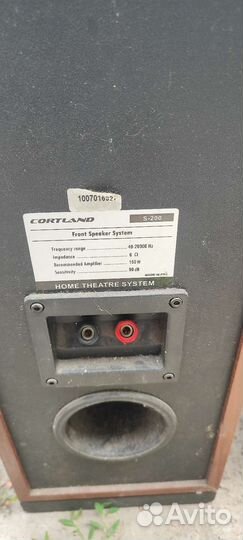 100701602
CORTLAND S-200
Front Speaker System
Frequency range 40-20000 Hz
Impedance 6 Ω
Recommended Amplifier 150 W
Sensitivity 90 dB
HOME THEATRE SYSTEM
Avito